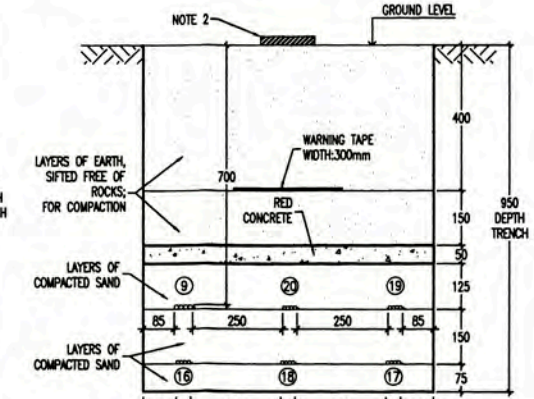 NOTE 2
GROUND LEVEL
400
LAYERS OF EARTH,
SIFTED FREE OF
ROCKS;
FOR COMPACTION
700
WARNING TAPE
WIDTH:300mm
RED
CONCRETE
150
950
DEPTH
TRENCH
50
LAYERS OF
COMPACTED SAND
9
20
19
125
85
250
250
85
LAYERS OF
COMPACTED SAND
150
16
18
17
75